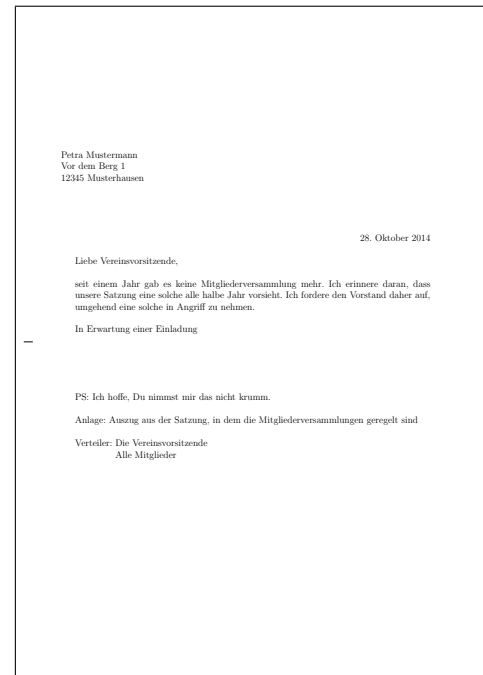 Petra Mustermann
Vor dem Berg 1
12345 Musterhausen
28. Oktober 2014
Liebe Vereinsvorsitzende,
seit einem Jahr gab es keine Mitgliederversammlung mehr. Ich erinnere daran, dass
unsere Satzung eine solche alle halbe Jahr vorsieht. Ich fordere den Vorstand daher auf,
umgehend eine solche in Angriff zu nehmen.
In Erwartung einer Einladung
PS: Ich hoffe, Du nimmst mir das nicht krumm.
Anlage: Auszug aus der Satzung, in dem die Mitgliederversammlungen geregelt sind
Verteiler: Die Vereinsvorsitzende
Alle Mitglieder